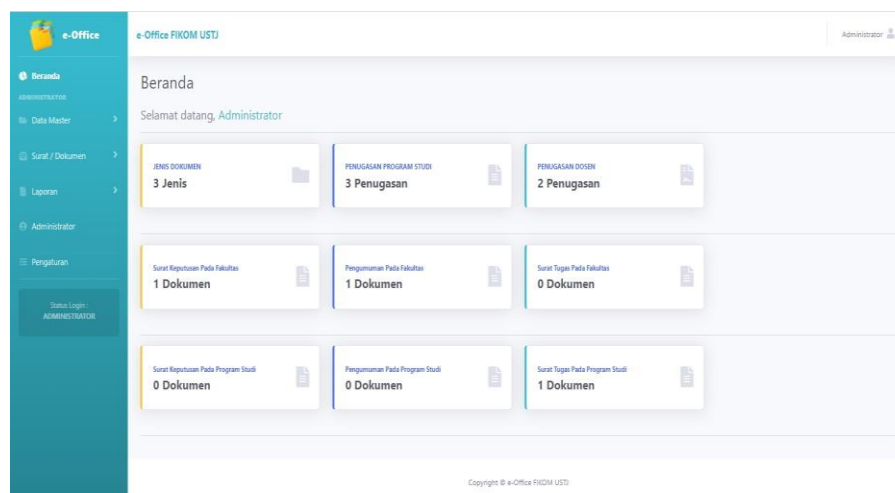 e-Office
e-Office FIKOM USTJ
Administrator
Beranda
ADMINISTRATOR
Data Master
Surat / Dokumen
Laporan
Administrator
Pengaturan
Status Login :
ADMINISTRATOR
Beranda
Selamat datang, Administrator
JENIS DOKUMEN
3 Jenis
PENUGASAN PROGRAM STUDI
3 Penugasan
PENUGASAN DOSEN
2 Penugasan
Surat Keputusan Pada Fakultas
1 Dokumen
Pengumuman Pada Fakultas
1 Dokumen
Surat Tugas Pada Fakultas
0 Dokumen
Surat Keputusan Pada Program Studi
0 Dokumen
Pengumuman Pada Program Studi
0 Dokumen
Surat Tugas Pada Program Studi
1 Dokumen
Copyright © e-Office FIKOM USTJ